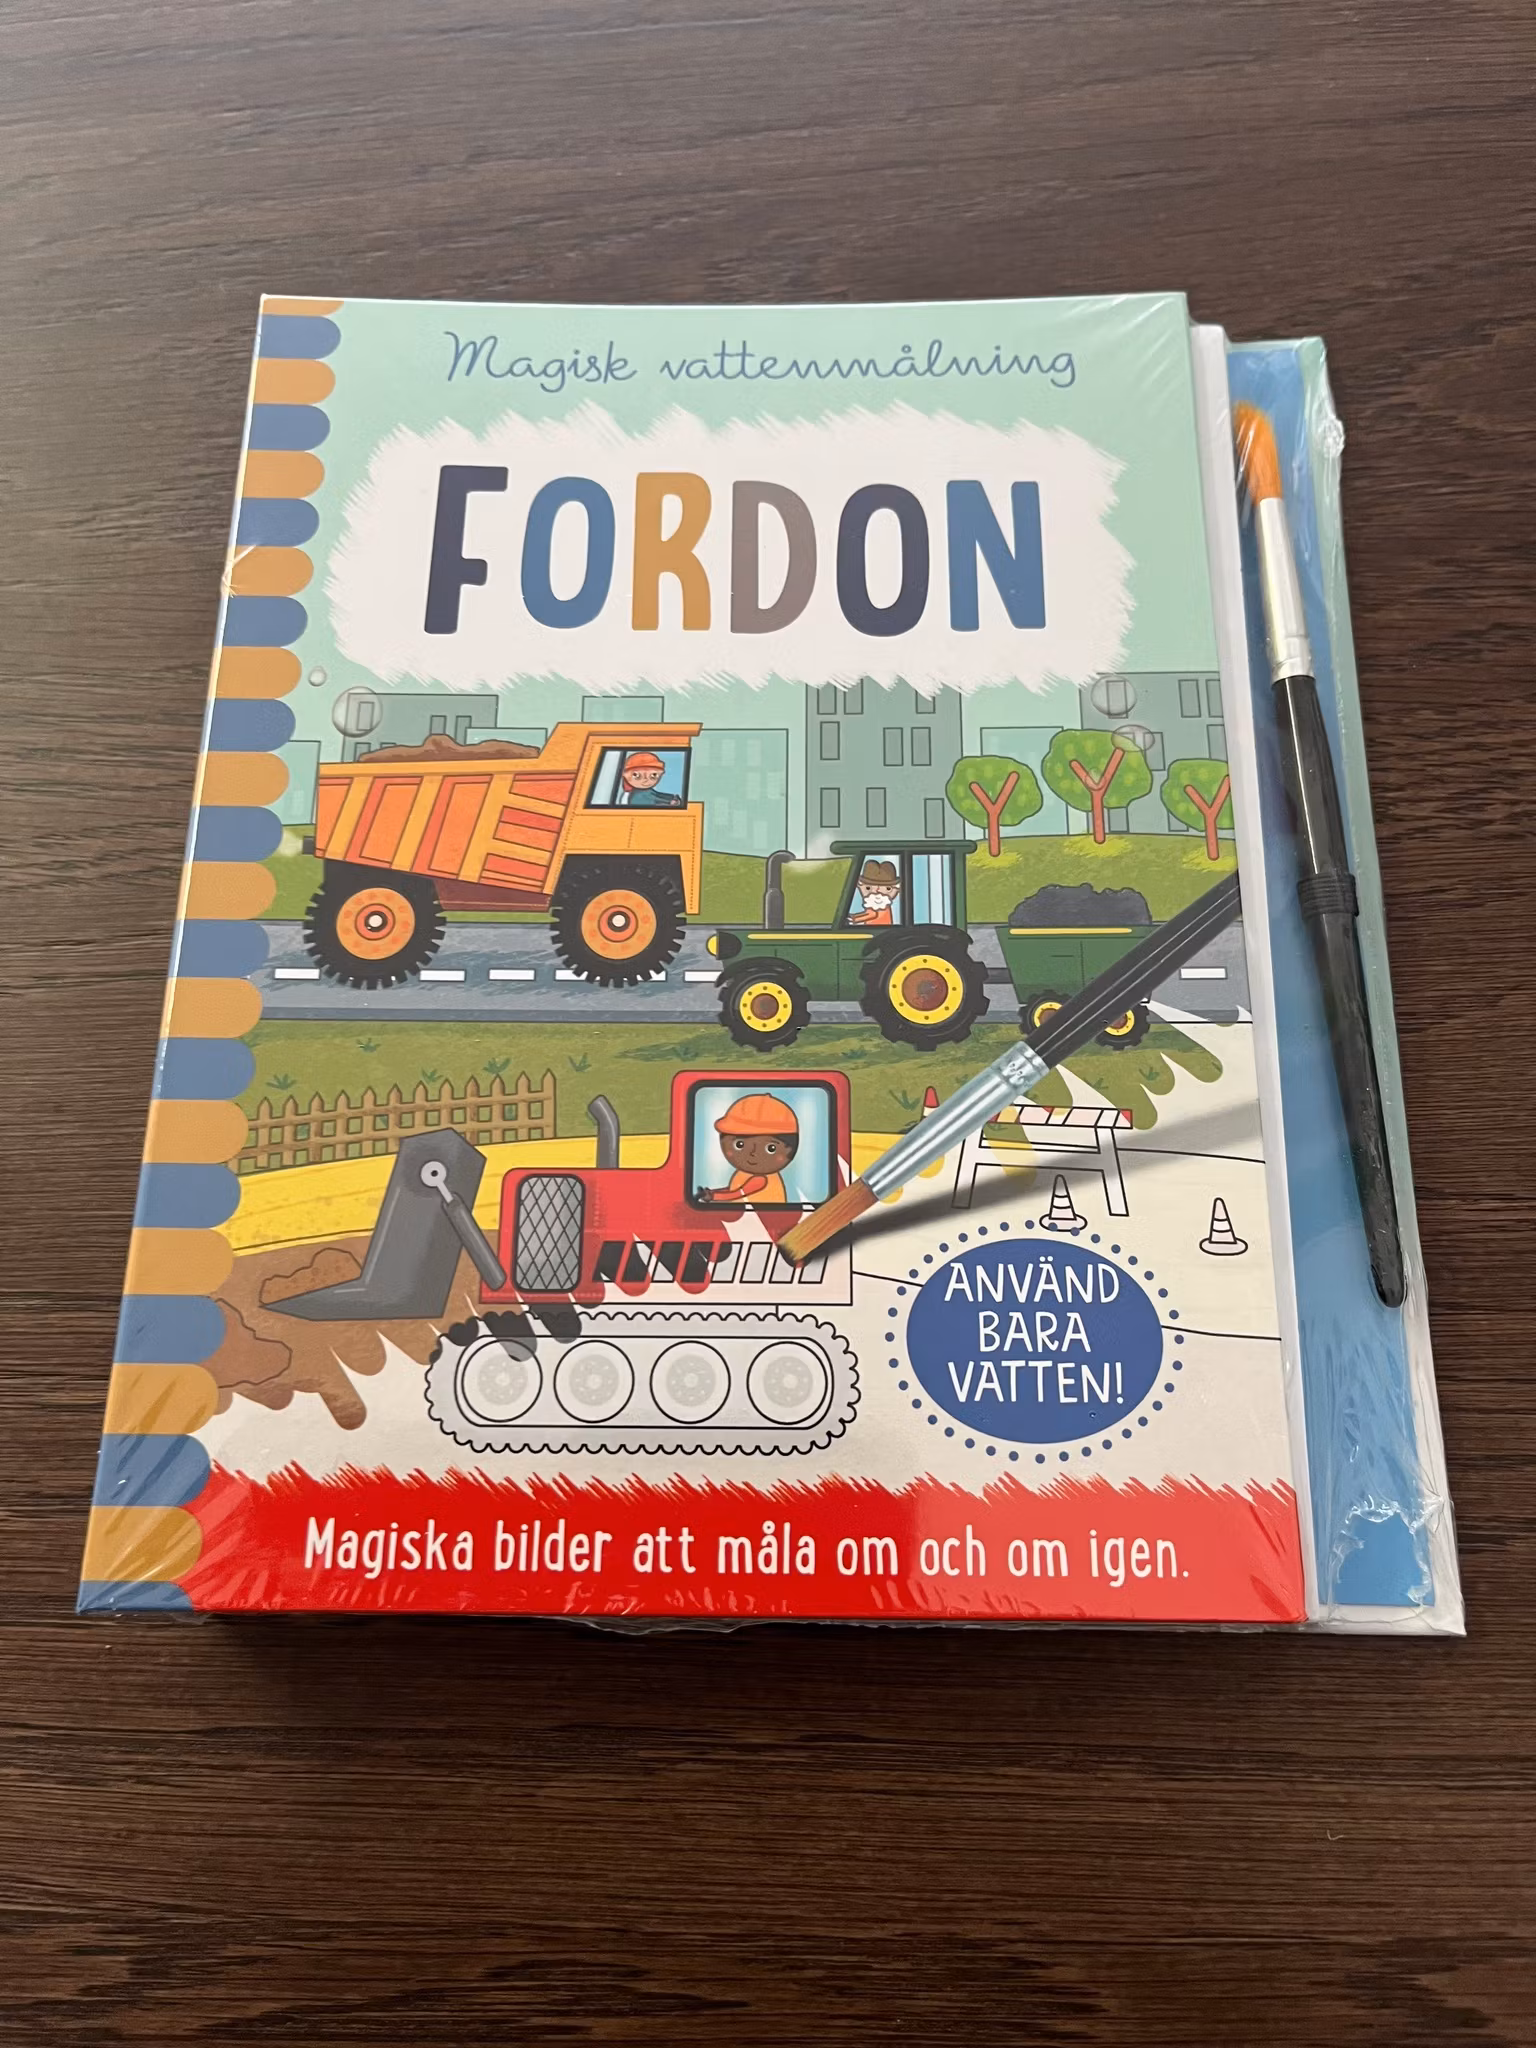 Magisk vattenmålning
FORDON
ANVÄND
BARA
VATTEN!
Magiska bilder att måla om och om igen.